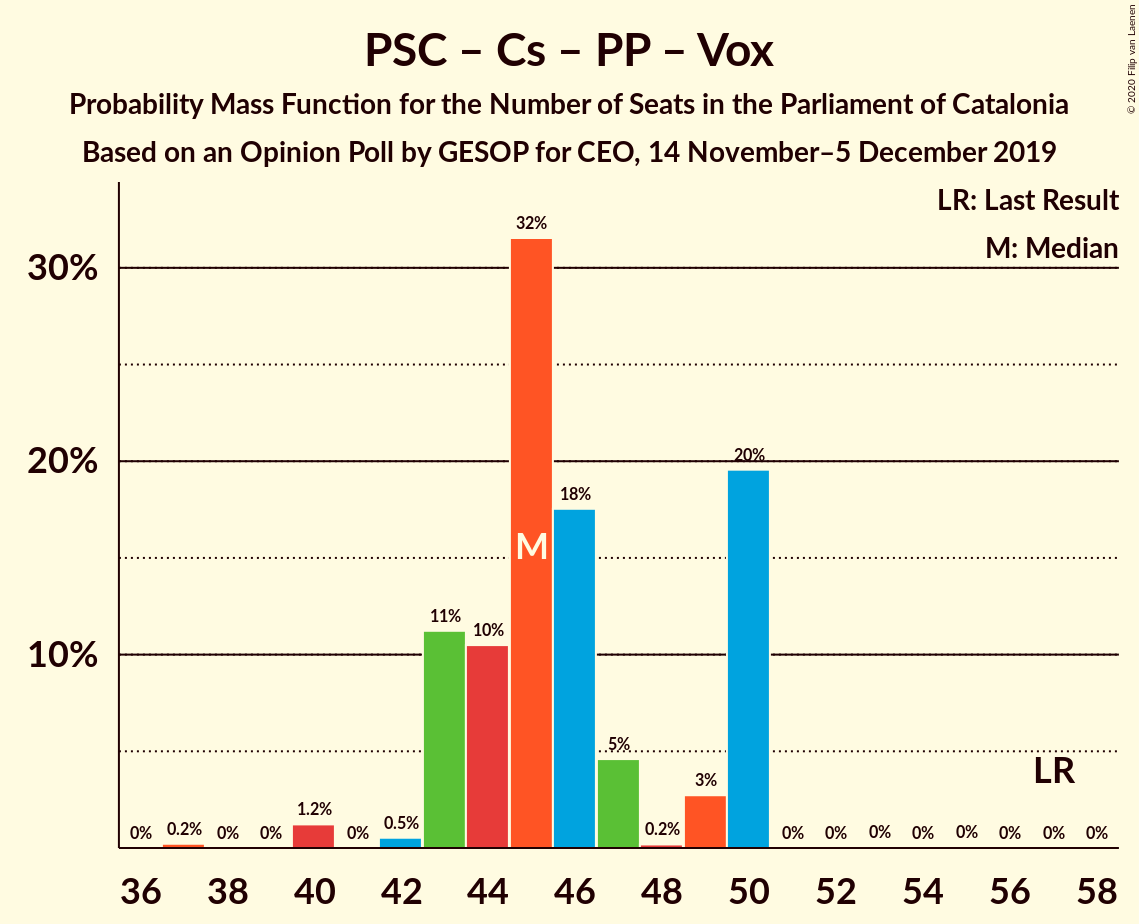 PSC – Cs – PP – Vox
Probability Mass Function for the Number of Seats in the Parliament of Catalonia
Based on an Opinion Poll by GESOP for CEO, 14 November–5 December 2019
© 2020 Filip van Laenen
LR: Last Result
M: Median
30%
20%
10%
0%
0.2%
0%
0%
1.2%
0%
0.5%
11%
10%
32%
18%
5%
0.2%
3%
20%
0%
0%
0%
0%
0%
0%
0%
0%
M
LR
36 38 40 42 44 46 48 50 52 54 56 58